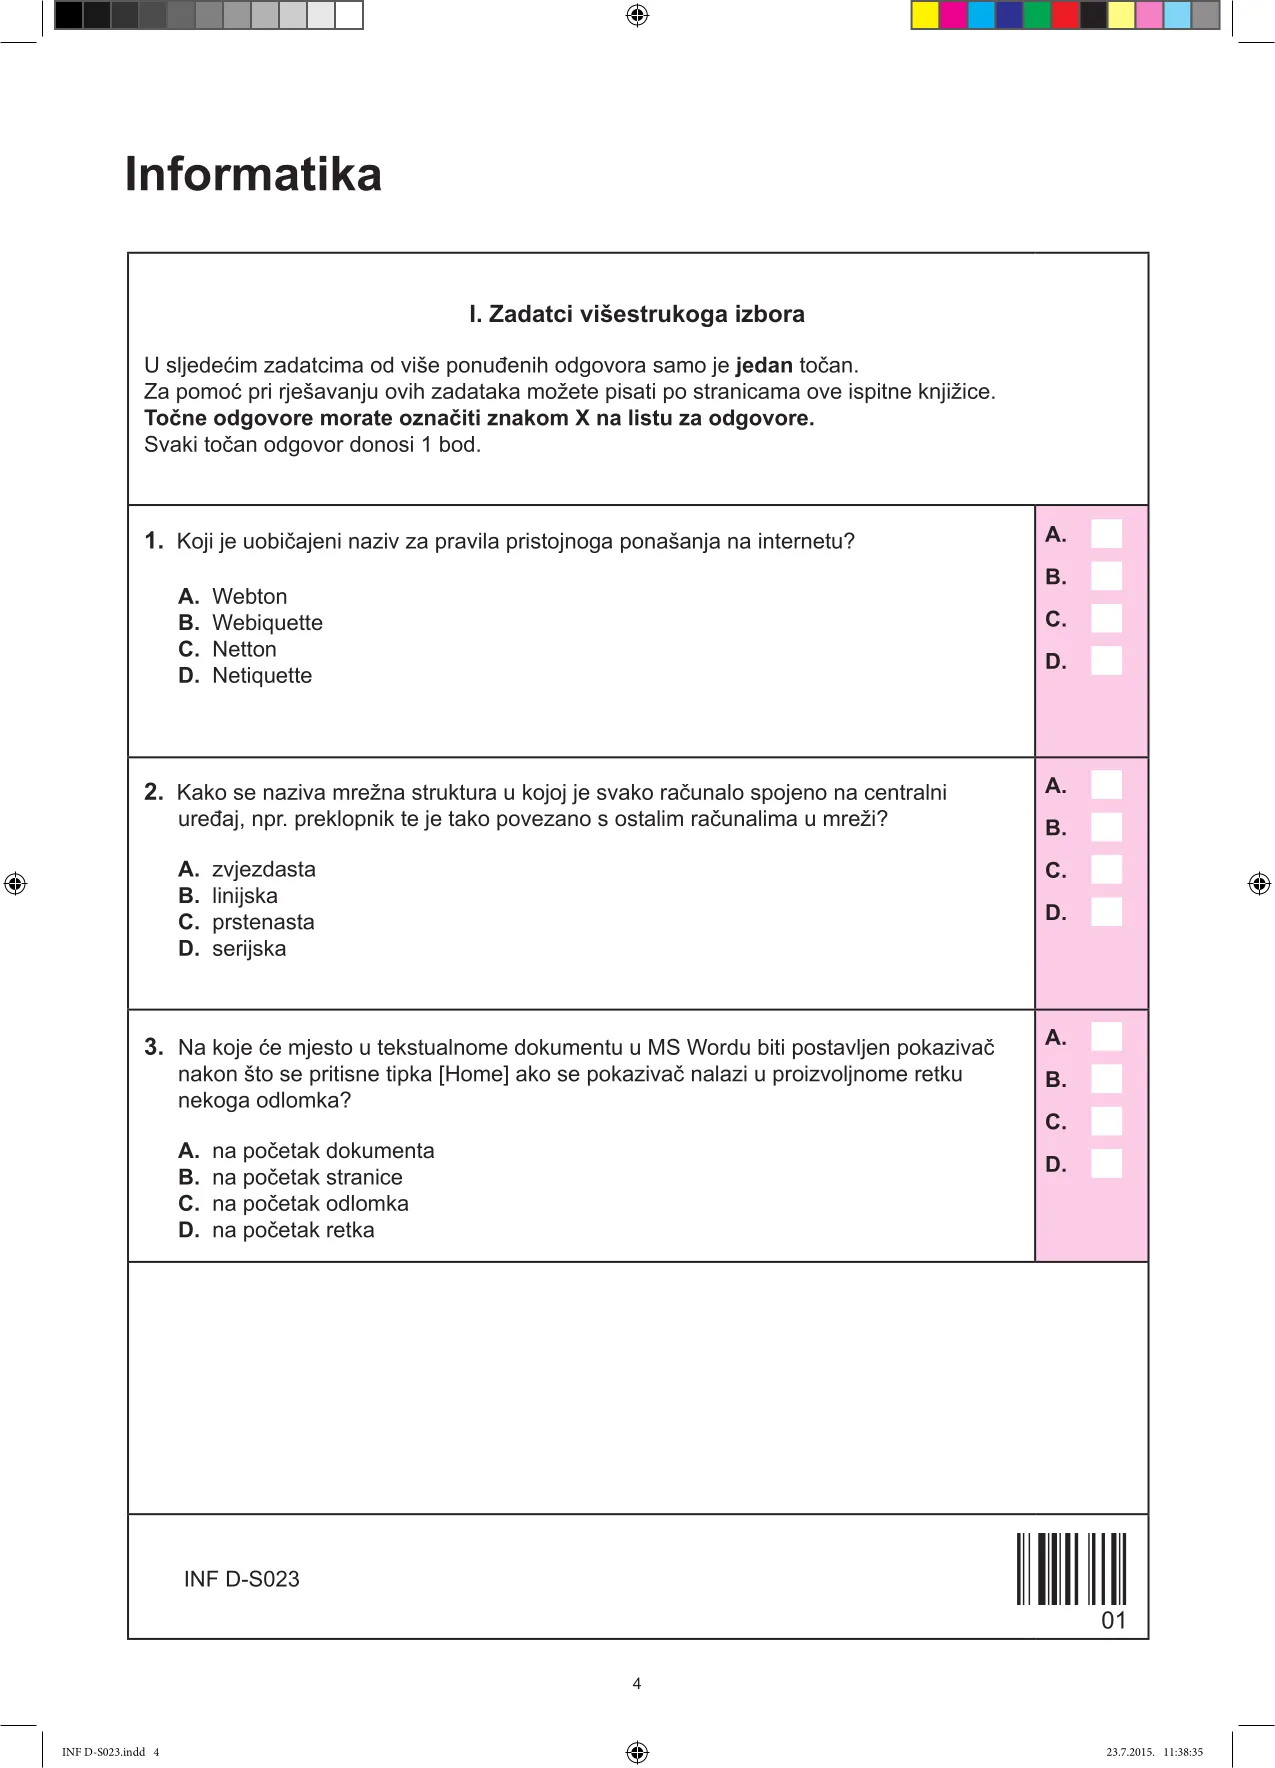 Informatika
I. Zadatci višestrukoga izbora
U sljedećim zadatcima od više ponuđenih odgovora samo je jedan točan.
Za pomoć pri rješavanju ovih zadataka možete pisati po stranicama ove ispitne knjižice.
Točne odgovore morate označiti znakom X na listu za odgovore.
Svaki točan odgovor donosi 1 bod.
1. Koji je uobičajeni naziv za pravila pristojnoga ponašanja na internetu?
A. Webton
B. Webiquette
C. Netton
D. Netiquette
A.
B.
C.
D.
2. Kako se naziva mrežna struktura u kojoj je svako računalo spojeno na centralni
uređaj, npr. preklopnik te je tako povezano s ostalim računalima u mreži?
A. zvjezdasta
B. linijska
C. prstenasta
D. serijska
A.
B.
C.
D.
3. Na koje će mjesto u tekstualnome dokumentu u MS Wordu biti postavljen pokazivač
nakon što se pritisne tipka [Home] ako se pokazivač nalazi u proizvoljnome retku
nekoga odlomka?
A. na početak dokumenta
B. na početak stranice
C. na početak odlomka
D. na početak retka
A.
B.
C.
D.
INF D-S023
01
4
INF D-S023.indd 4
23.7.2015. 11:38:35